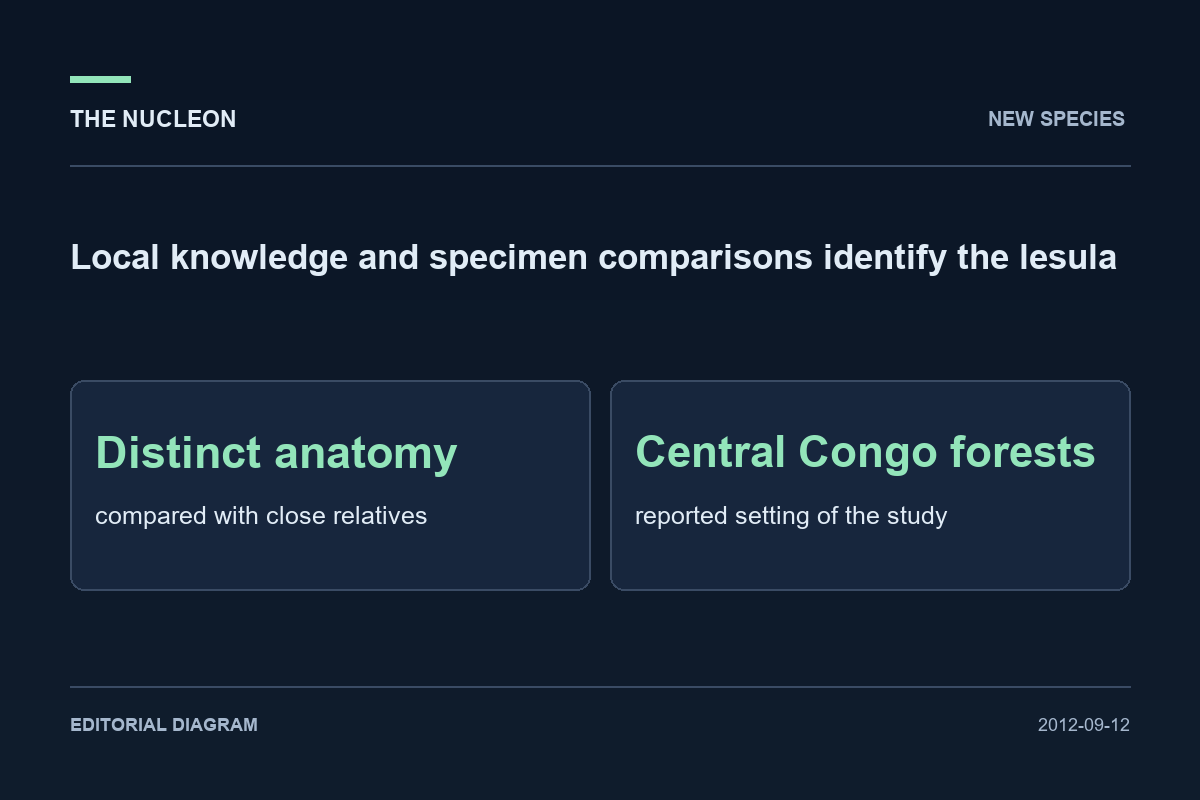 THE NUCLEON
NEW SPECIES
Local knowledge and specimen comparisons identify the lesula
Distinct anatomy
compared with close relatives
Central Congo forests
reported setting of the study
EDITORIAL DIAGRAM
2012-09-12